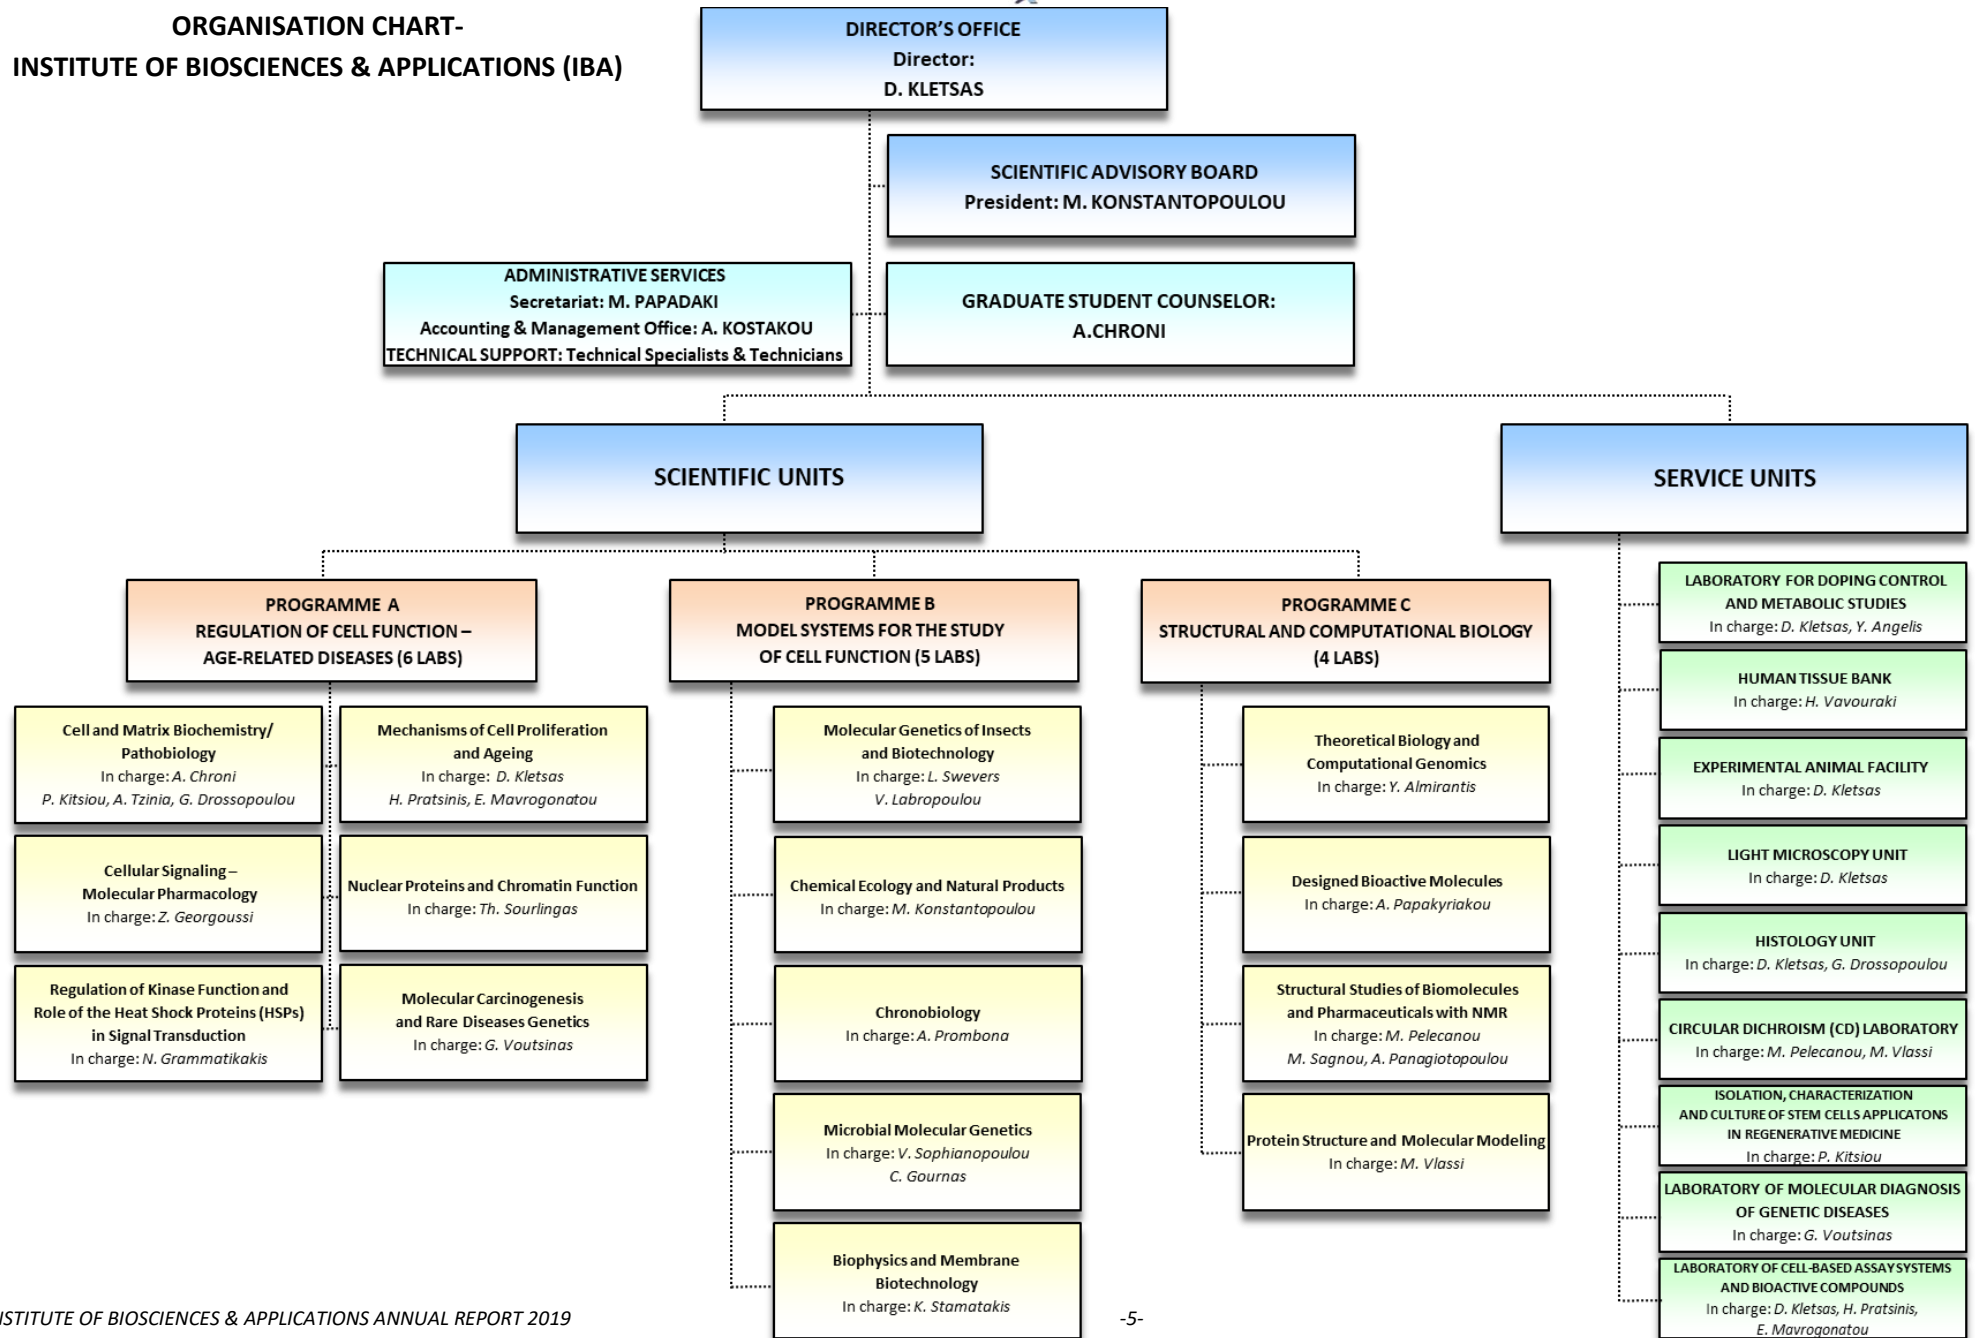 ORGANISATION CHART-
INSTITUTE OF BIOSCIENCES & APPLICATIONS (IBA)
DIRECTOR'S OFFICE
Director:
D. KLETSAS
SCIENTIFIC ADVISORY BOARD
President: M. KONSTANTOPOULOU
ADMINISTRATIVE SERVICES
Secretariat: M. PAPADAKI
Accounting & Management Office: A. KOSTAKOU
TECHNICAL SUPPORT: Technical Specialists & Technicians
GRADUATE STUDENT COUNSELOR:
A.CHRONI
SCIENTIFIC UNITS
SERVICE UNITS
PROGRAMME A
REGULATION OF CELL FUNCTION –
AGE-RELATED DISEASES (6 LABS)
Cell and Matrix Biochemistry/
Pathobiology
In charge: A. Chroni
P. Kitsiou, A. Tzinia, G. Drossopoulou
Mechanisms of Cell Proliferation
and Ageing
In charge: D. Kletsas
H. Pratsinis, E. Mavrogonatou
Cellular Signaling –
Molecular Pharmacology
In charge: Z. Georgoussi
Nuclear Proteins and Chromatin Function
In charge: Th. Sourlingas
Regulation of Kinase Function and
Role of the Heat Shock Proteins (HSPs)
in Signal Transduction
In charge: N. Grammatikakis
Molecular Carcinogenesis
and Rare Diseases Genetics
In charge: G. Voutsinas
PROGRAMME B
MODEL SYSTEMS FOR THE STUDY
OF CELL FUNCTION (5 LABS)
Molecular Genetics of Insects
and Biotechnology
In charge: L. Swevers
V. Labropoulou
Chemical Ecology and Natural Products
In charge: M. Konstantopoulou
Chronobiology
In charge: A. Prombona
Microbial Molecular Genetics
In charge: V. Sophianopoulou
C. Gournas
Biophysics and Membrane
Biotechnology
In charge: K. Stamatakis
PROGRAMME C
STRUCTURAL AND COMPUTATIONAL BIOLOGY
(4 LABS)
Theoretical Biology and
Computational Genomics
In charge: Y. Almirantis
Designed Bioactive Molecules
In charge: A. Papakyriakou
Structural Studies of Biomolecules
and Pharmaceuticals with NMR
In charge: M. Pelecanou
M. Sagnou, A. Panagiotopoulou
Protein Structure and Molecular Modeling
In charge: M. Vlassi
LABORATORY FOR DOPING CONTROL
AND METABOLIC STUDIES
In charge: D. Kletsas, Y. Angelis
HUMAN TISSUE BANK
In charge: H. Vavouraki
EXPERIMENTAL ANIMAL FACILITY
In charge: D. Kletsas
LIGHT MICROSCOPY UNIT
In charge: D. Kletsas
HISTOLOGY UNIT
In charge: D. Kletsas, G. Drossopoulou
CIRCULAR DICHROISM (CD) LABORATORY
In charge: M. Pelecanou, M. Vlassi
ISOLATION, CHARACTERIZATION
AND CULTURE OF STEM CELLS APPLICATONS
IN REGENERATIVE MEDICINE
In charge: P. Kitsiou
LABORATORY OF MOLECULAR DIAGNOSIS
OF GENETIC DISEASES
In charge: G. Voutsinas
LABORATORY OF CELL-BASED ASSAY SYSTEMS
AND BIOACTIVE COMPOUNDS
In charge: D. Kletsas, H. Pratsinis,
E. Mavrogonatou
NSTITUTE OF BIOSCIENCES & APPLICATIONS ANNUAL REPORT 2019
-5-